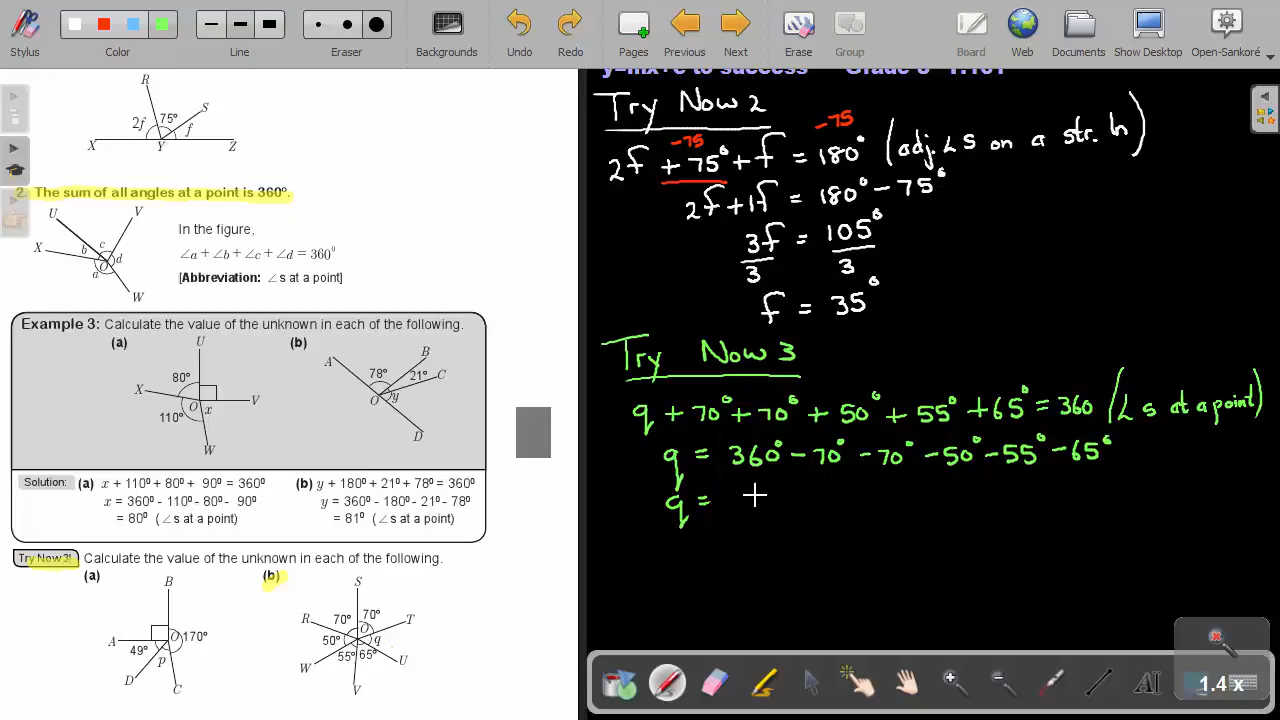 Stylus Color Line Eraser Backgrounds Undo Redo Pages Previous Next Erase Group Board Web Documents Show Desktop Open-Sankoré
R
S
2f 75° f
X Y Z
2. The sum of all angles at a point is 360°.
U V
X b c d
a O
W
In the figure,
∠a + ∠b + ∠c + ∠d = 360°
[Abbreviation: ∠s at a point]
Example 3: Calculate the value of the unknown in each of the following.
(a) (b)
U
80°
X O x V
110°
W
A B
78° 21° C
O y
D
Solution: (a) x + 110°+ 80°+ 90° = 360°
x = 360°- 110°- 80°- 90°
= 80° (∠s at a point)
(b) y + 180°+ 21°+ 78°= 360°
y = 360°- 180°- 21°- 78°
= 81° (∠s at a point)
Try Now3! Calculate the value of the unknown in each of the following.
(a) (b)
B
A O 170°
49° p
D C
S
R 70° 70° T
O
50° q
W 55° 65° U
V
y=mx+c to success Grade 8
Try Now 2
-75 -75
2f + 75° + f = 180° (adj. ∠s on a str. ln)
2f + 1f = 180° - 75°
3f = 105°
3 3
f = 35°
Try Now 3
q + 70° + 70° + 50° + 55° + 65° = 360 (∠s at a point)
q = 360° - 70° - 70° - 50° - 55° - 65°
q =
1.4 x